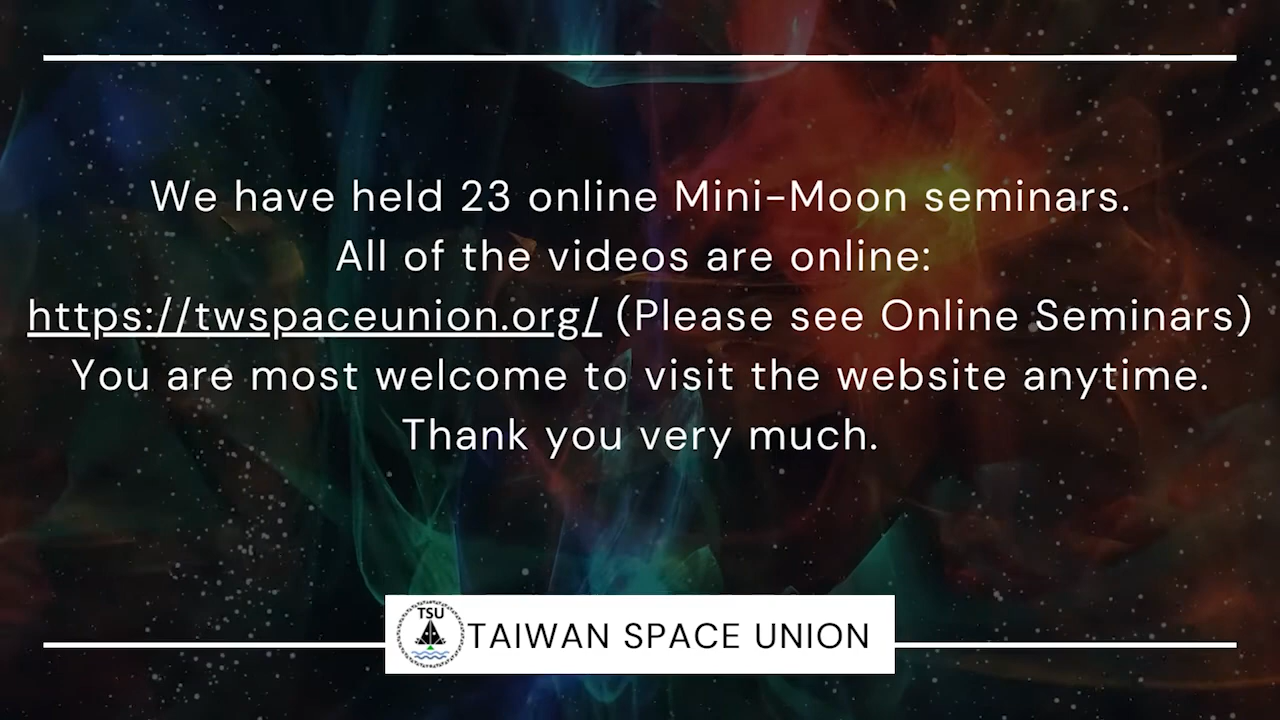 We have held 23 online Mini-Moon seminars.
All of the videos are online:
https://twspaceunion.org/ (Please see Online Seminars)
You are most welcome to visit the website anytime.
Thank you very much.
TSU
TAIWAN SPACE UNION